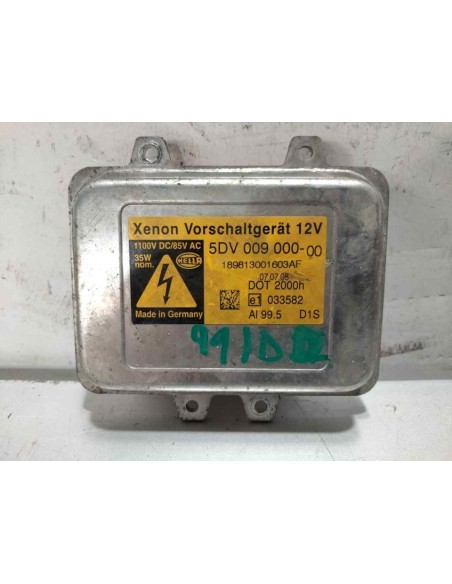 Xenon Vorschaltgerät 12V
1100V DC/85V AC
5DV 009 000-00
35W
nom.
HELLA
189813001603AF
07.07.08
DOT 2000h
e1 033582
Made in Germany
Al 99.5 D1S